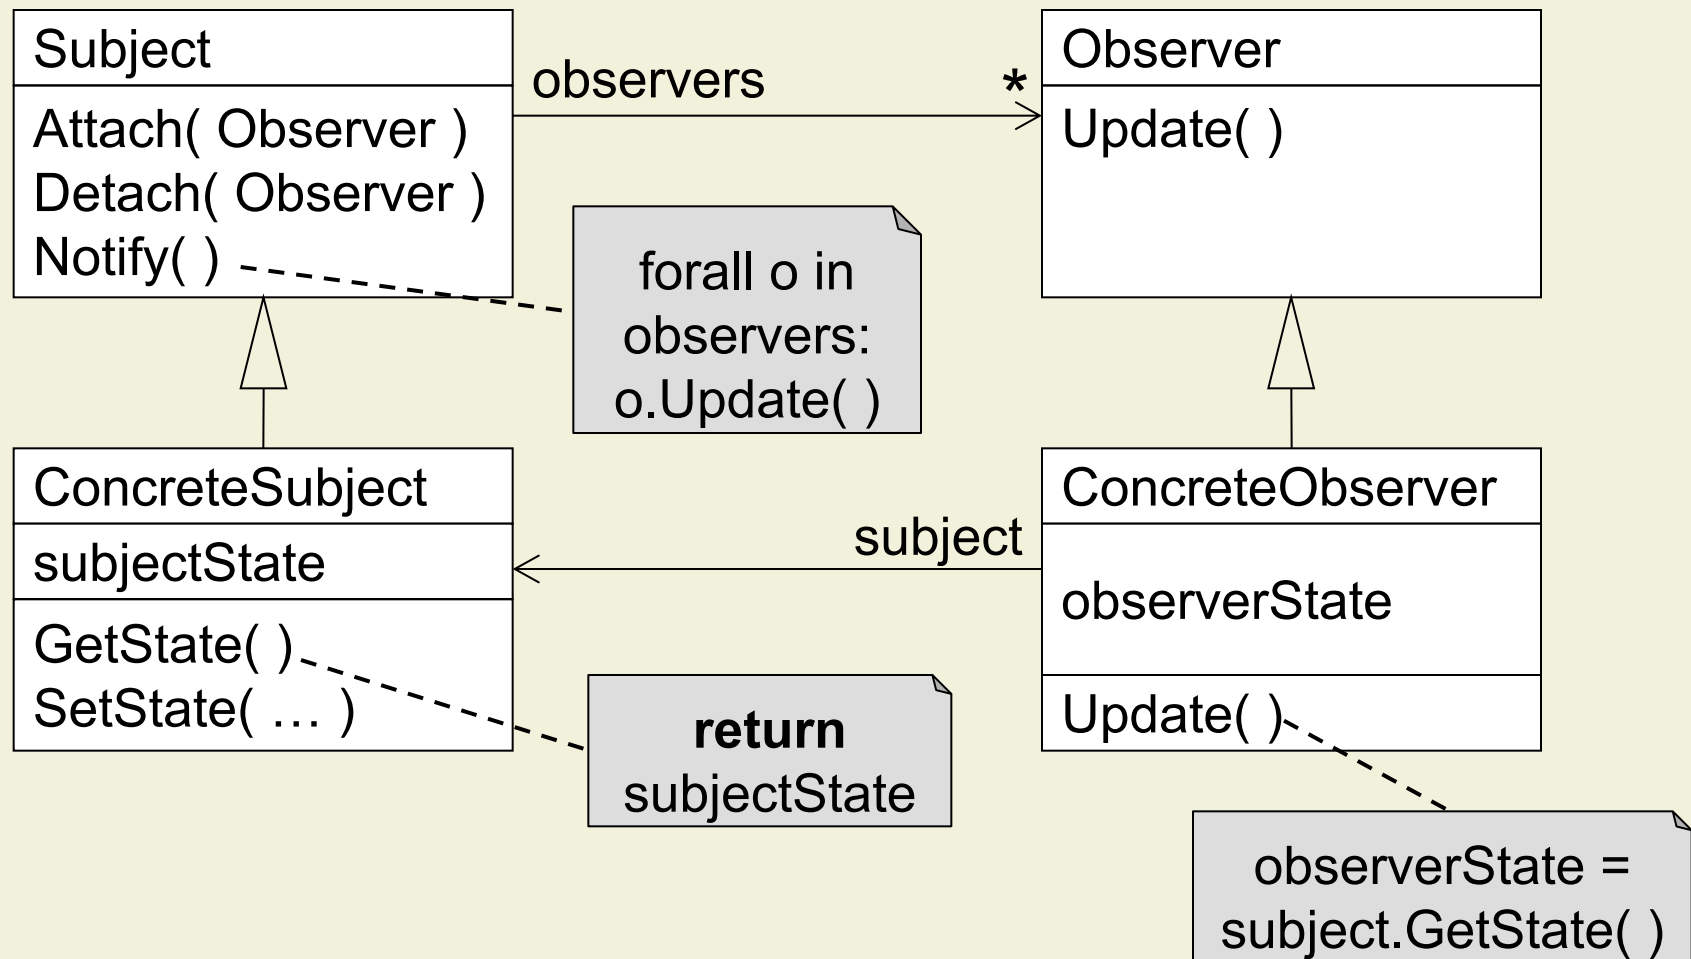 Subject
Attach( Observer )
Detach( Observer )
Notify( )
observers
*
Observer
Update( )
forall o in
observers:
o.Update( )
ConcreteSubject
subjectState
GetState( )
SetState( … )
subject
ConcreteObserver
observerState
Update( )
return
subjectState
observerState =
subject.GetState( )